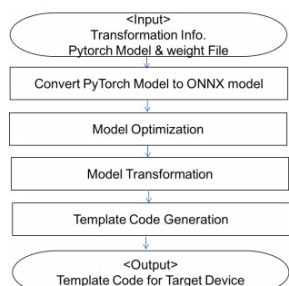 <Input>
Transformation Info.
Pytorch Model & weight File
Convert PyTorch Model to ONNX model
Model Optimization
Model Transformation
Template Code Generation
<Output>
Template Code for Target Device